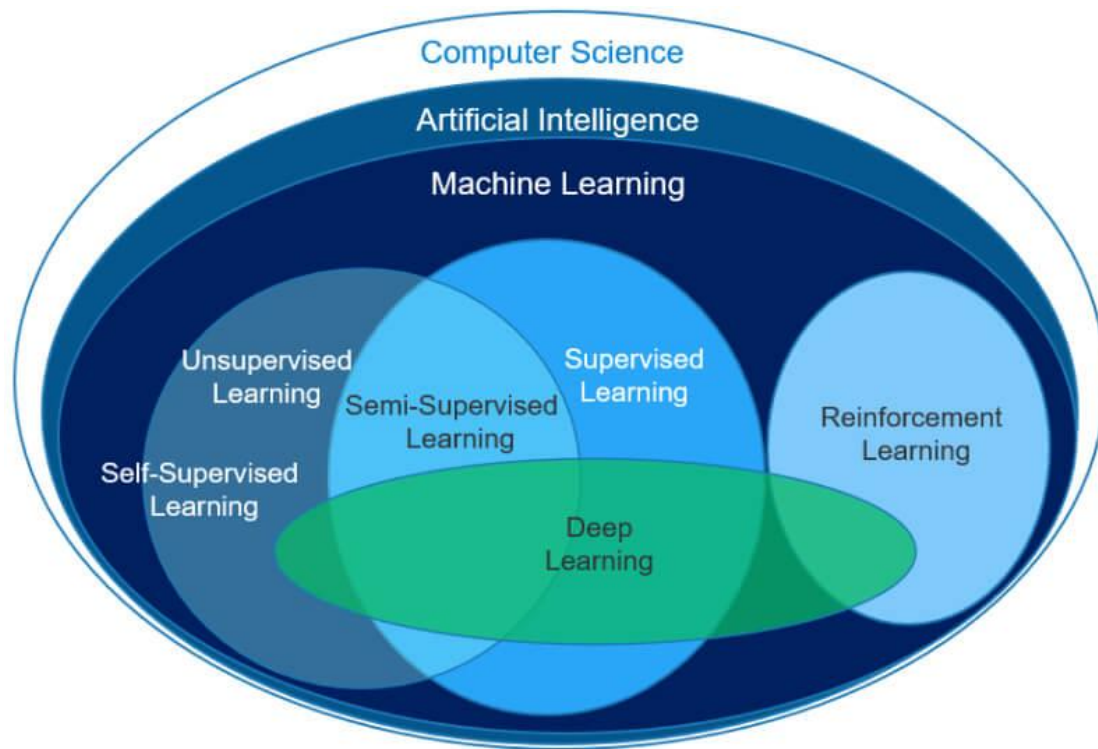 Computer Science
Artificial Intelligence
Machine Learning
Unsupervised
Learning
Supervised
Learning
Semi-Supervised
Learning
Reinforcement
Learning
Self-Supervised
Learning
Deep
Learning